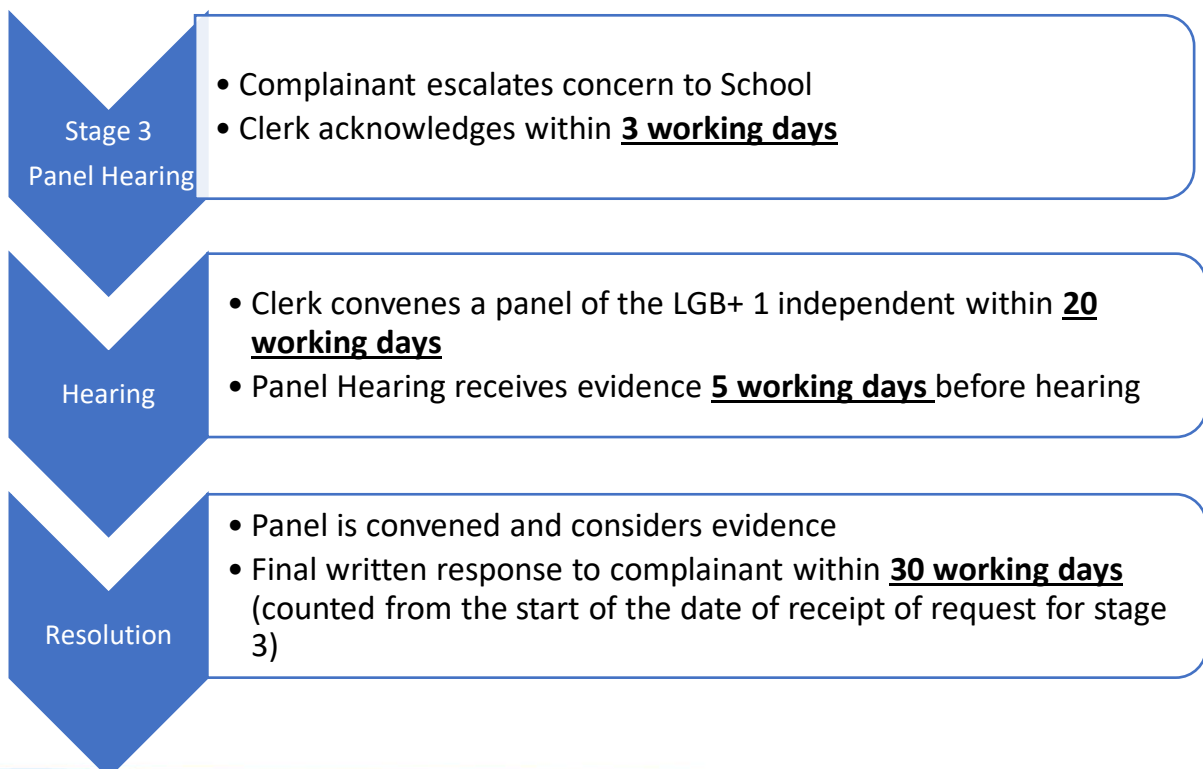 Stage 3
Panel Hearing
• Complainant escalates concern to School
• Clerk acknowledges within 3 working days
Hearing
• Clerk convenes a panel of the LGB+ 1 independent within 20
working days
• Panel Hearing receives evidence 5 working days before hearing
Resolution
• Panel is convened and considers evidence
• Final written response to complainant within 30 working days
(counted from the start of the date of receipt of request for stage
3)